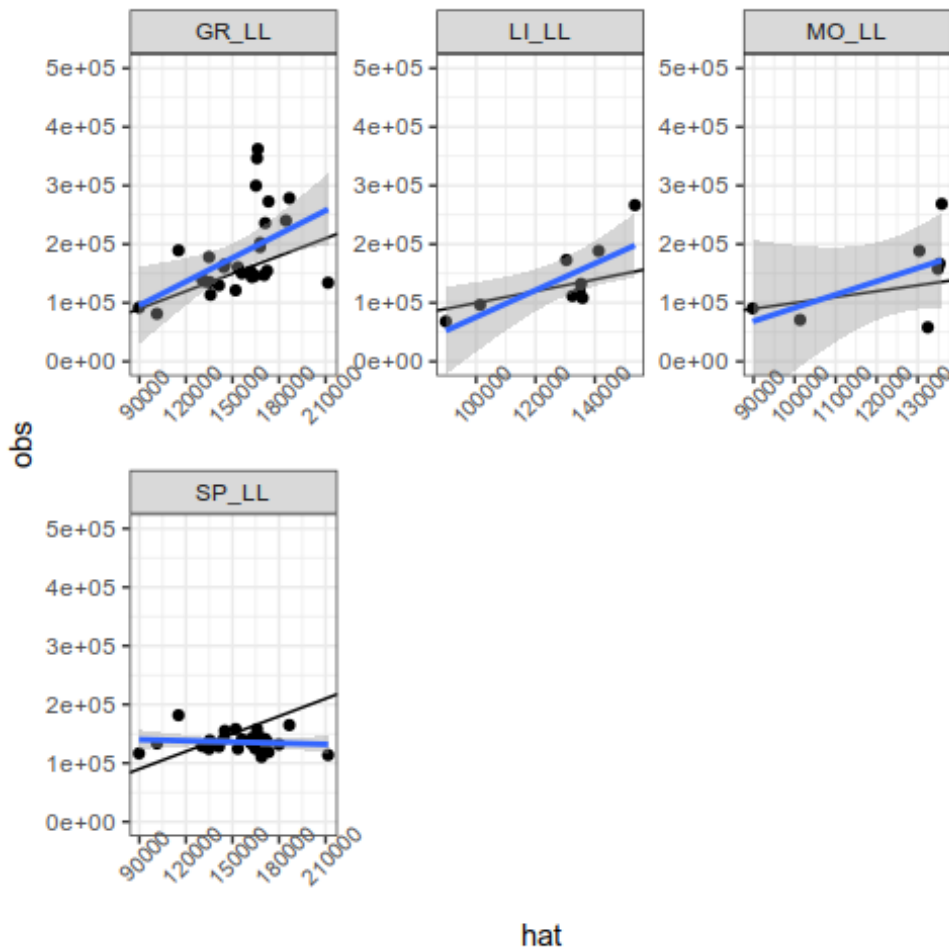 GR_LL LI_LL MO_LL
5e+05 5e+05 5e+05
4e+05 4e+05 4e+05
3e+05 3e+05 3e+05
2e+05 2e+05 2e+05
1e+05 1e+05 1e+05
0e+00 0e+00 0e+00
90000 120000 150000 180000 210000 100000 120000 140000 90000 100000 110000 120000 130000
obs
SP_LL
5e+05
4e+05
3e+05
2e+05
1e+05
0e+00
90000 120000 150000 180000 210000
hat